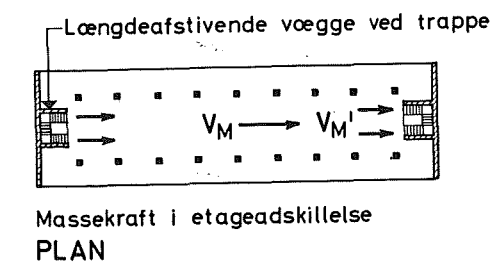 Længdeafstivende vægge ved trappe
V_M → V_M'
Massekraft i etageadskillelse
PLAN